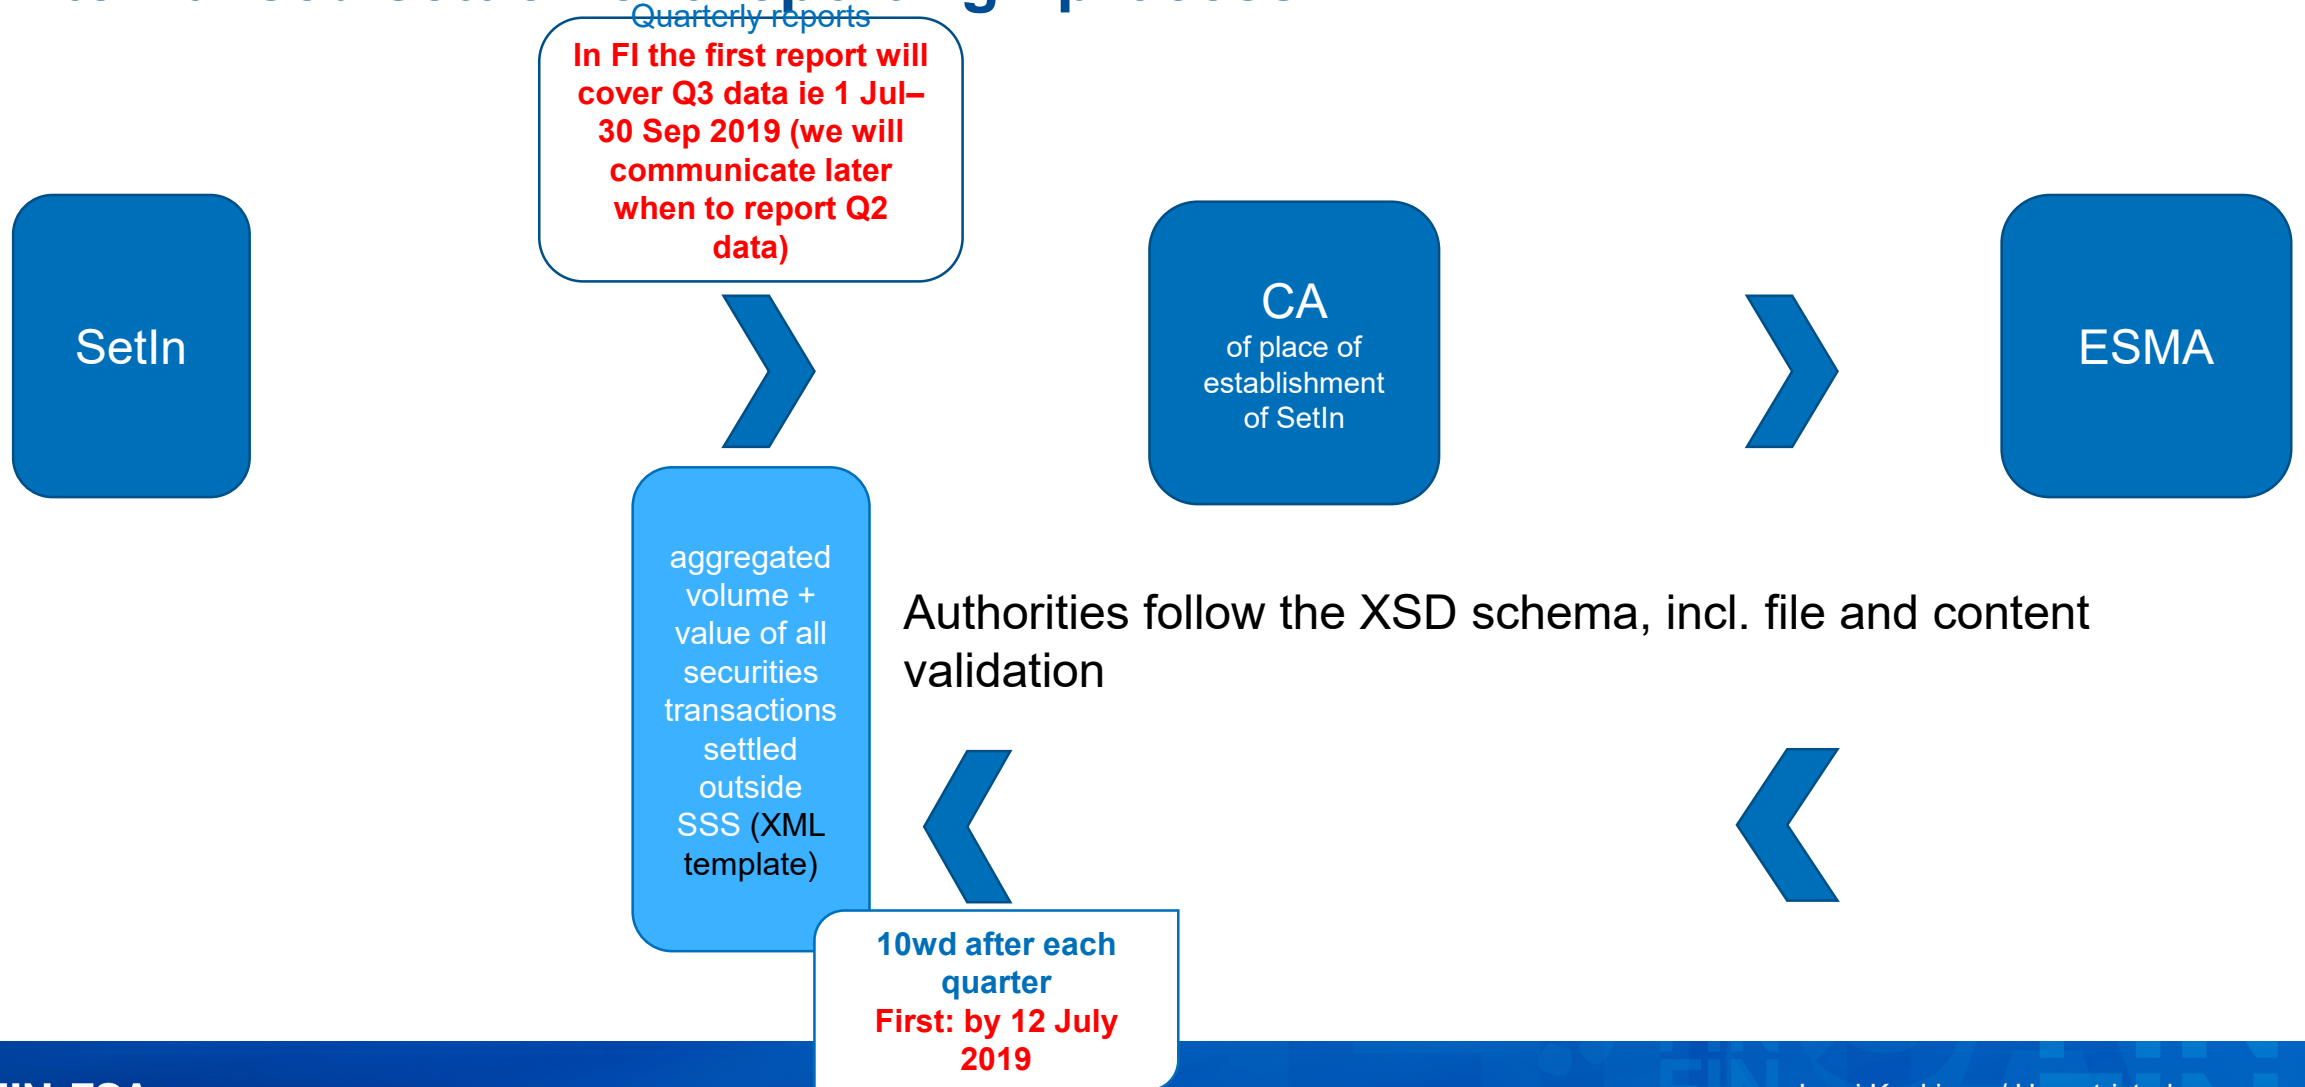 Quarterly reports
In FI the first report will
cover Q3 data ie 1 Jul–
30 Sep 2019 (we will
communicate later
when to report Q2
data)
SetIn
CA
of place of
establishment
of SetIn
ESMA
aggregated
volume +
value of all
securities
transactions
settled
outside
SSS (XML
template)
Authorities follow the XSD schema, incl. file and content
validation
10wd after each
quarter
First: by 12 July
2019